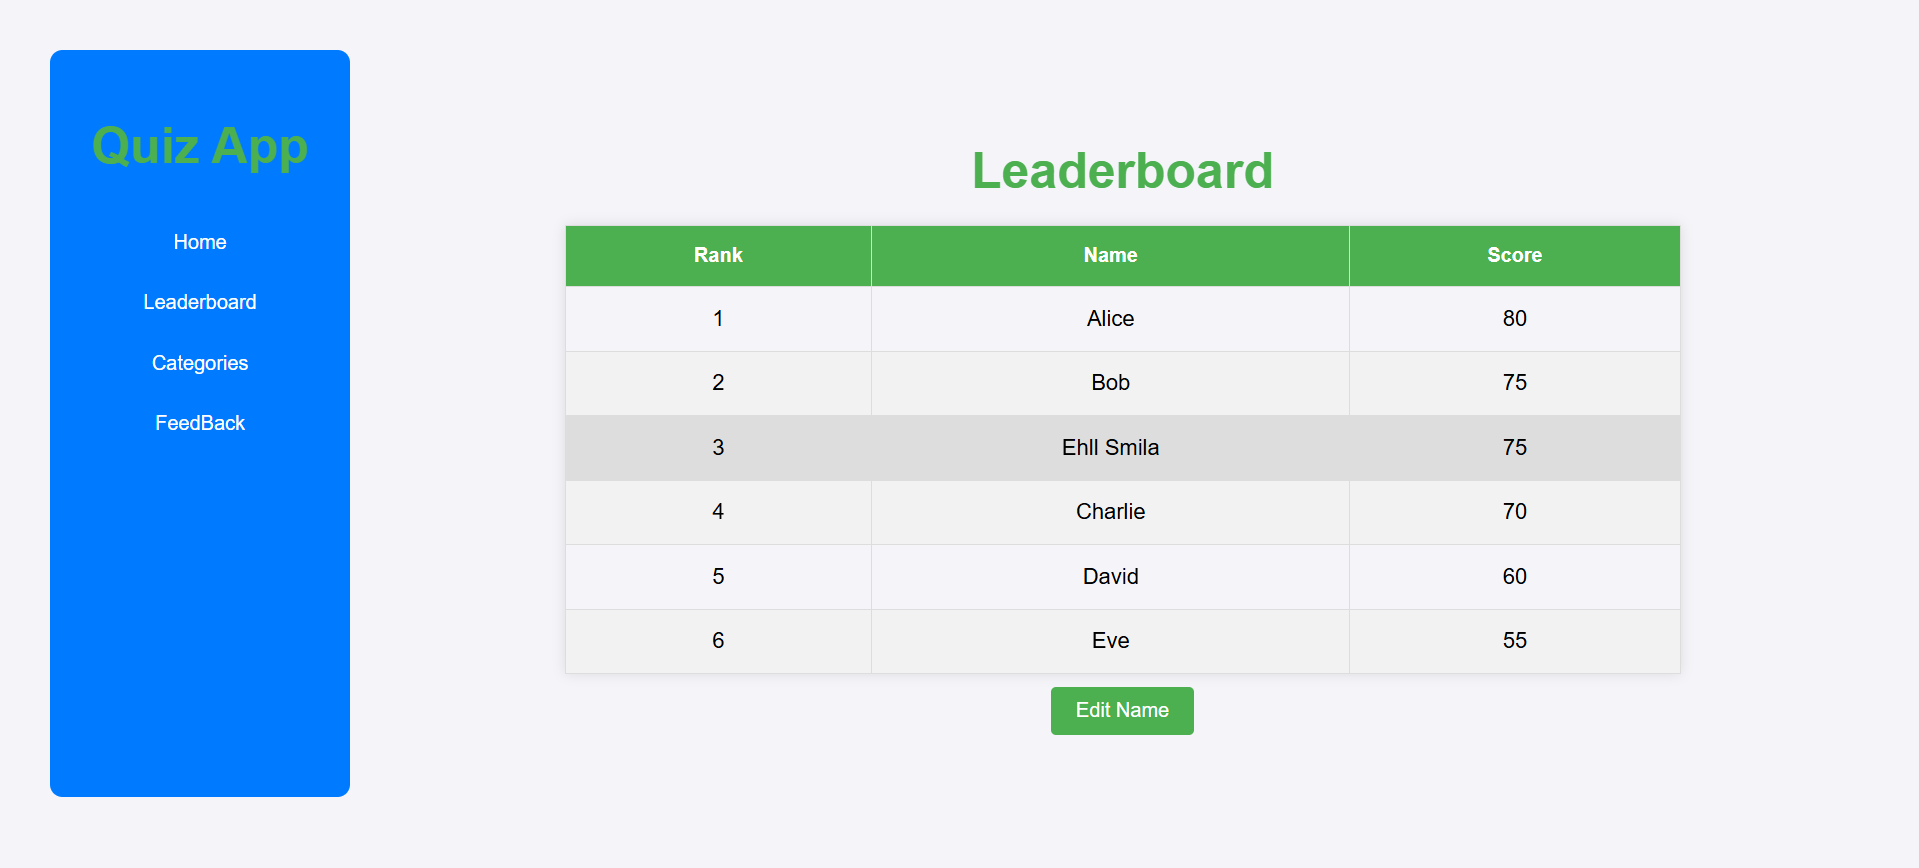 Quiz App
Home
Leaderboard
Categories
FeedBack
Leaderboard
Rank Name Score
1 Alice 80
2 Bob 75
3 Ehll Smila 75
4 Charlie 70
5 David 60
6 Eve 55
Edit Name